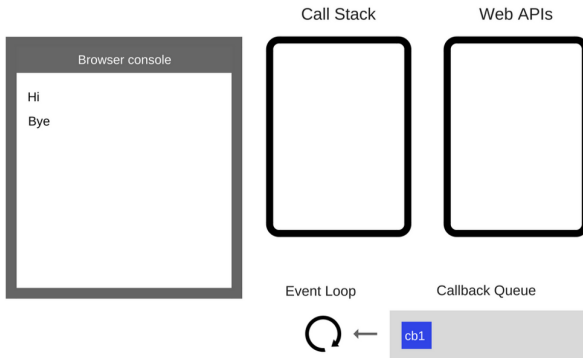 Call Stack
Web APIs
Browser console
Hi
Bye
Event Loop
Callback Queue
cb1